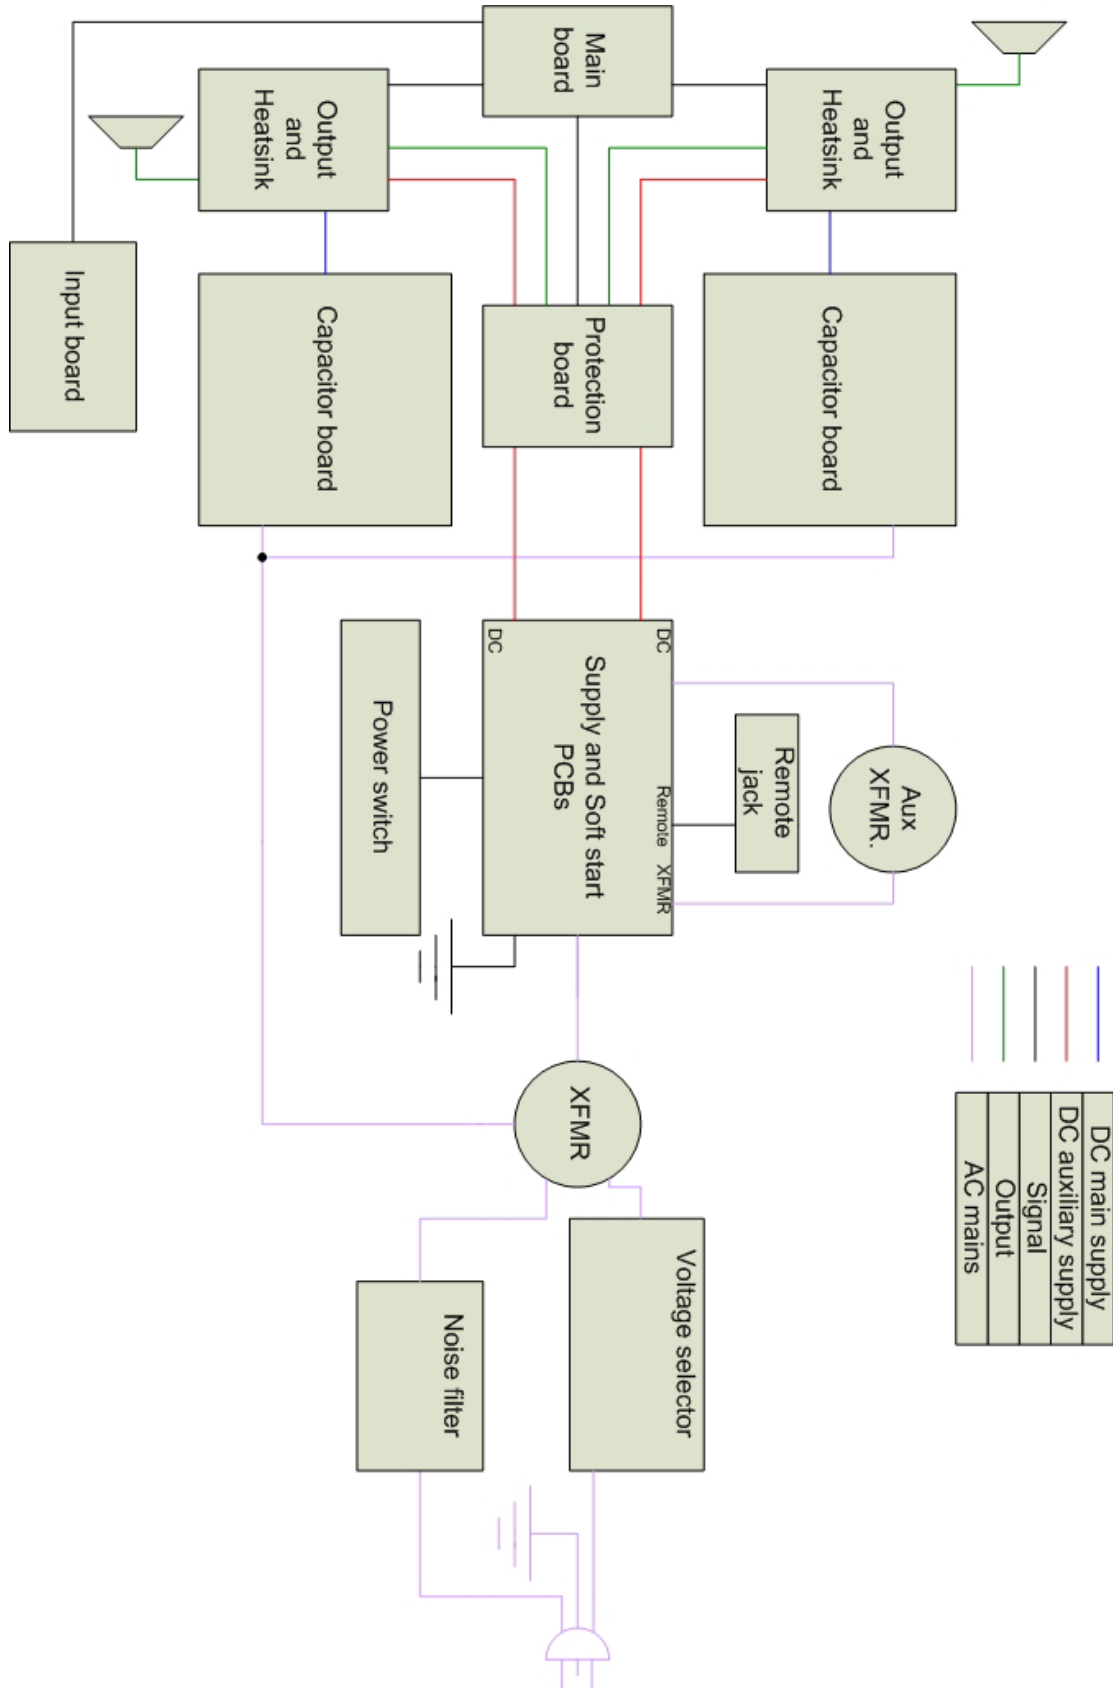 Main
board
Output
and
Heatsink
Output
and
Heatsink
Input board
Capacitor board
Protection
board
Capacitor board
DC
DC
Supply and Soft start
PCBs
Remote
XFMR
Power switch
Remote
jack
Aux
XFMR.
XFMR
Voltage selector
Noise filter
DC main supply
DC auxiliary supply
Signal
Output
AC mains